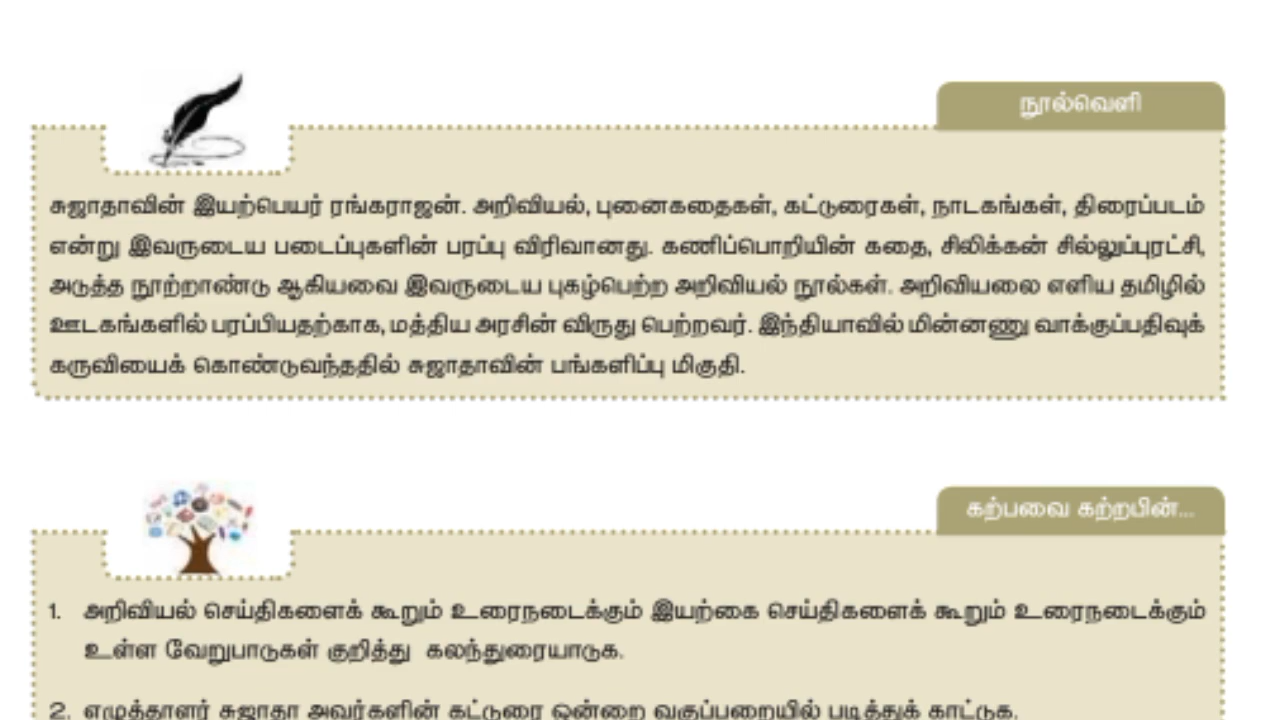 நூல்வெளி
சுஜாதாவின் இயற்பெயர் ரங்கராஜன். அறிவியல், புனைகதைகள், கட்டுரைகள், நாடகங்கள், திரைப்படம்
என்று இவருடைய படைப்புகளின் பரப்பு விரிவானது. கணிப்பொறியின் கதை, சிலிக்கன் சில்லுப்புரட்சி,
அடுத்த நூற்றாண்டு ஆகியவை இவருடைய புகழ்பெற்ற அறிவியல் நூல்கள். அறிவியலை எளிய தமிழில்
ஊடகங்களில் பரப்பியதற்காக, மத்திய அரசின் விருது பெற்றவர். இந்தியாவில் மின்னணு வாக்குப்பதிவுக்
கருவியைக் கொண்டுவந்ததில் சுஜாதாவின் பங்களிப்பு மிகுதி.
கற்பவை கற்றபின்...
1. அறிவியல் செய்திகளைக் கூறும் உரைநடைக்கும் இயற்கை செய்திகளைக் கூறும் உரைநடைக்கும்
உள்ள வேறுபாடுகள் குறித்து கலந்துரையாடுக.
2. எழுத்தாளர் சுஜாதா அவர்களின் கட்டுரை ஒன்றை வகுப்பறையில் படித்துக் காட்டுக.